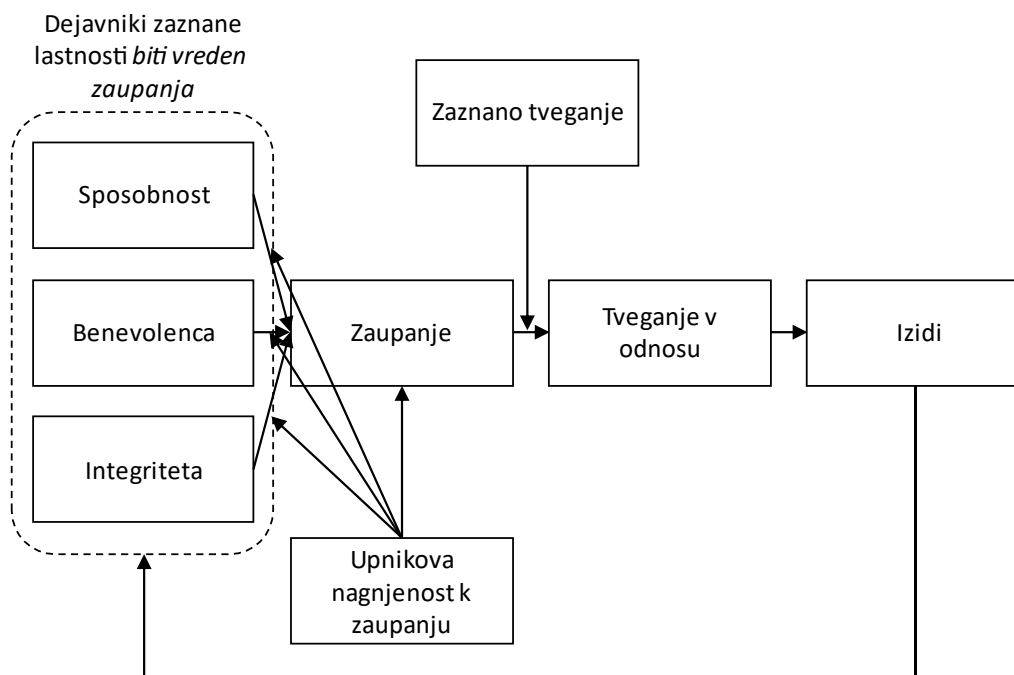 Dejavniki zaznane
lastnosti biti vreden
zaupanja
Zaznano tveganje
Sposobnost
Benevolenca
Zaupanje
Tveganje v
odnosu
Izidi
Integriteta
Upnikova
nagnjenost k
zaupanju